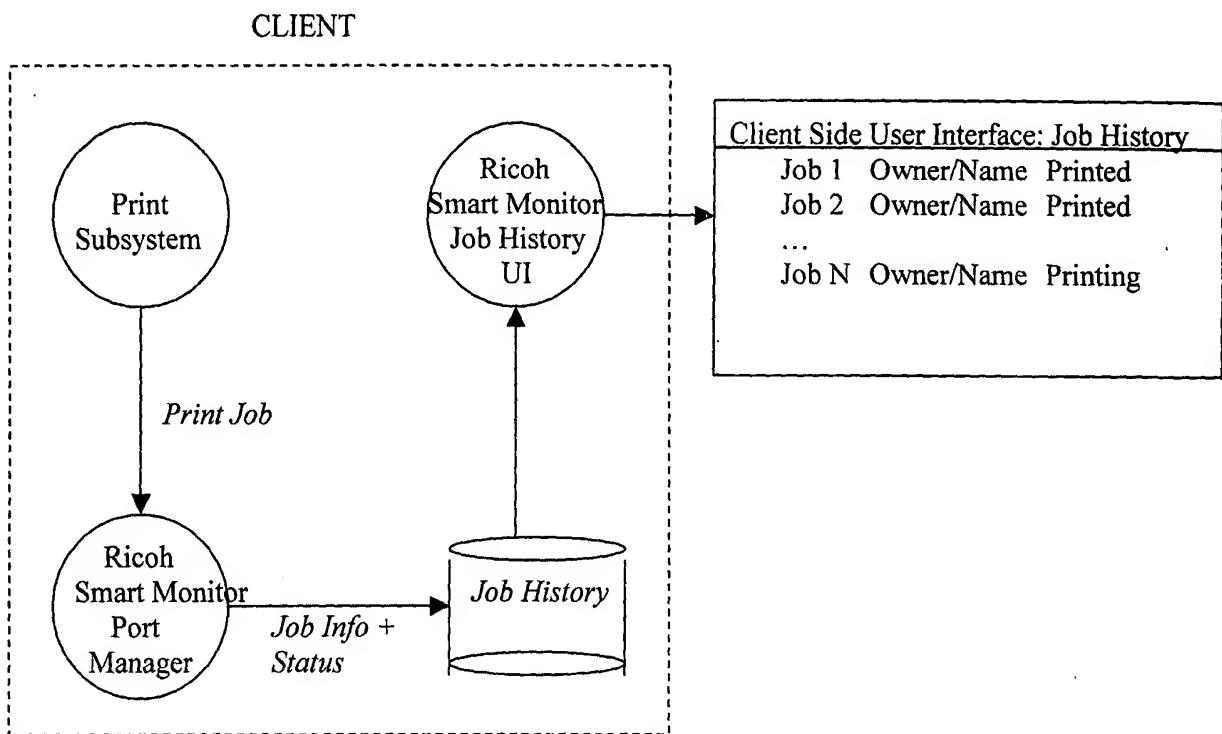 CLIENT
Print
Subsystem
Ricoh
Smart Monitor
Job History
UI
Client Side User Interface: Job History
Job 1 Owner/Name Printed
Job 2 Owner/Name Printed
...
Job N Owner/Name Printing
Print Job
Ricoh
Smart Monitor
Port
Manager
Job Info +
Status
Job History